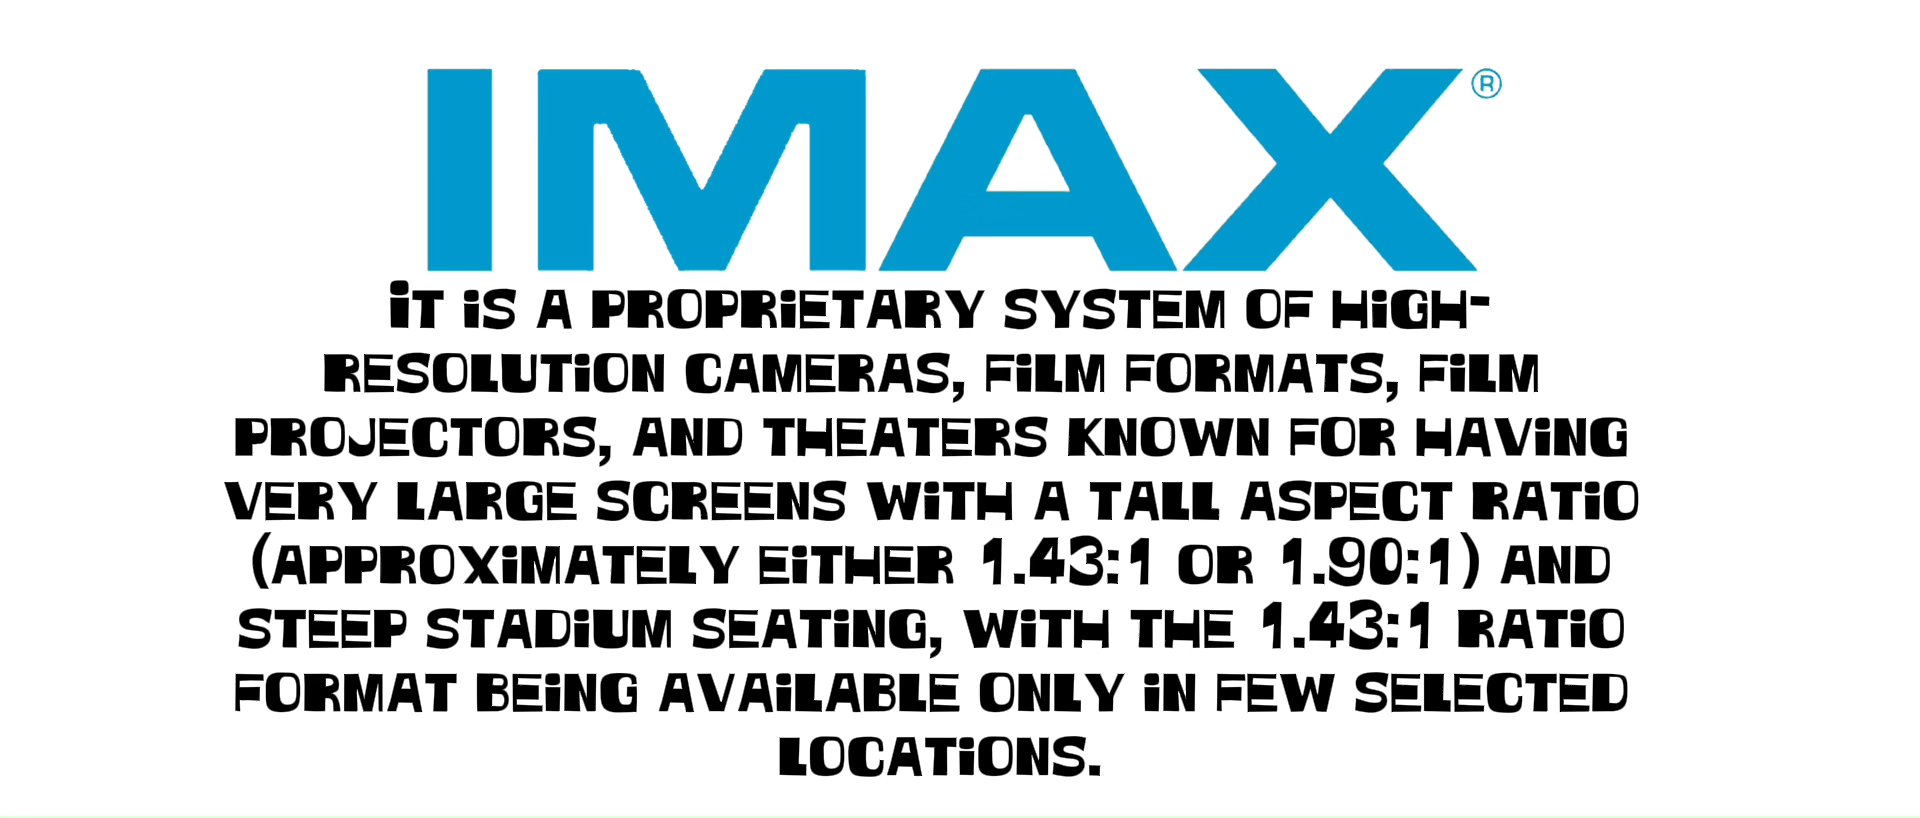 IMAX®
It is a proprietary system of high-
resolution cameras, film formats, film
projectors, and theaters known for having
very large screens with a tall aspect ratio
(approximately either 1.43:1 or 1.90:1) and
steep stadium seating, with the 1.43:1 ratio
format being available only in few selected
locations.